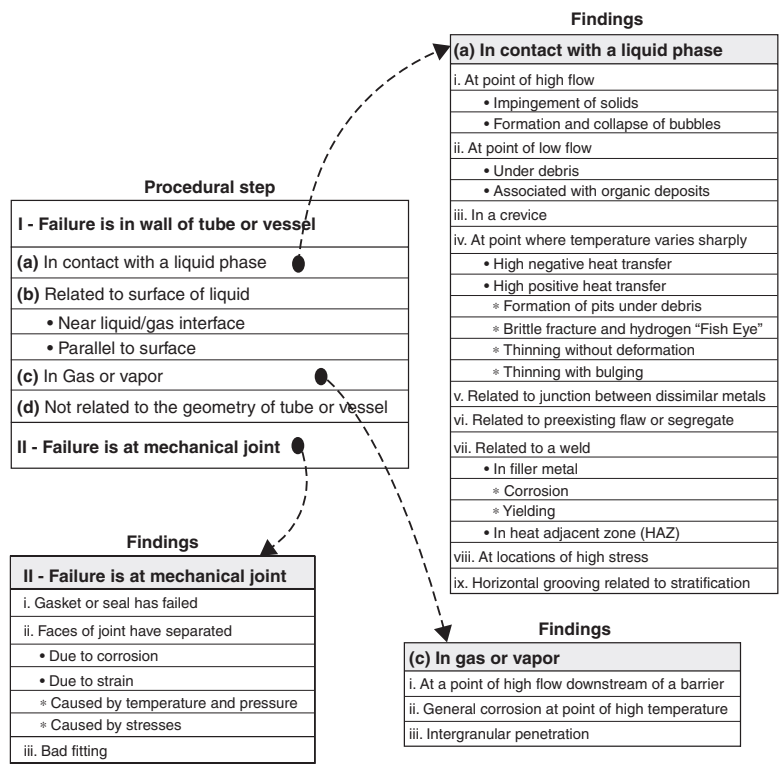 Procedural step
I - Failure is in wall of tube or vessel
(a) In contact with a liquid phase
(b) Related to surface of liquid
• Near liquid/gas interface
• Parallel to surface
(c) In Gas or vapor
(d) Not related to the geometry of tube or vessel
II - Failure is at mechanical joint
Findings
(a) In contact with a liquid phase
i. At point of high flow
• Impingement of solids
• Formation and collapse of bubbles
ii. At point of low flow
• Under debris
• Associated with organic deposits
iii. In a crevice
iv. At point where temperature varies sharply
• High negative heat transfer
• High positive heat transfer
* Formation of pits under debris
* Brittle fracture and hydrogen “Fish Eye”
* Thinning without deformation
* Thinning with bulging
v. Related to junction between dissimilar metals
vi. Related to preexisting flaw or segregate
vii. Related to a weld
• In filler metal
* Corrosion
* Yielding
• In heat adjacent zone (HAZ)
viii. At locations of high stress
ix. Horizontal grooving related to stratification
Findings
II - Failure is at mechanical joint
i. Gasket or seal has failed
ii. Faces of joint have separated
• Due to corrosion
• Due to strain
* Caused by temperature and pressure
* Caused by stresses
iii. Bad fitting
Findings
(c) In gas or vapor
i. At a point of high flow downstream of a barrier
ii. General corrosion at point of high temperature
iii. Intergranular penetration